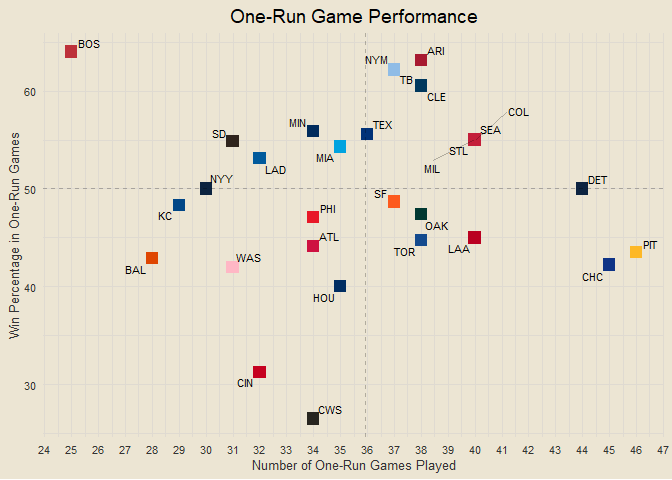 One-Run Game Performance
Win Percentage in One-Run Games
60
50
40
30
BOS
ARI
NYM
TB
CLE
COL
MIN
TEX
SEA
SD
MIA
STL
LAD
MIL
NYY
DET
SF
KC
PHI
OAK
ATL
TOR
LAA
PIT
WAS
BAL
CHC
HOU
CIN
CWS
24 25 26 27 28 29 30 31 32 33 34 35 36 37 38 39 40 41 42 43 44 45 46 47
Number of One-Run Games Played